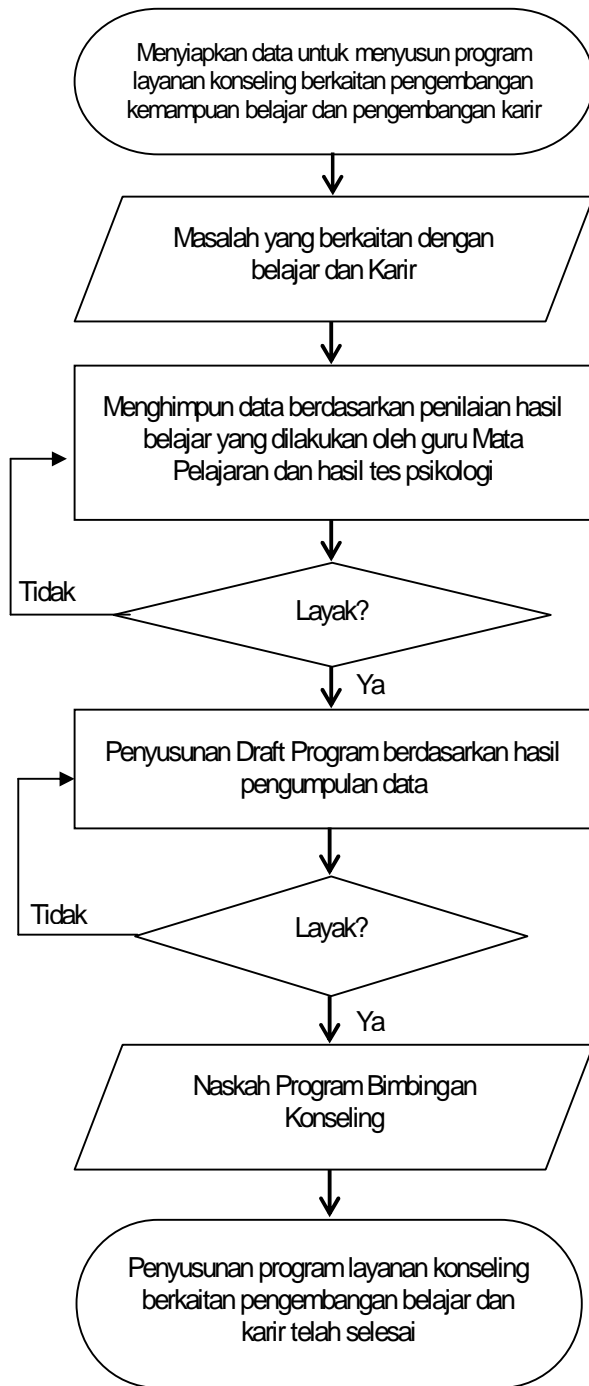 Menyiapkan data untuk menyusun program
layanan konseling berkaitan pengembangan
kemampuan belajar dan pengembangan karir
Masalah yang berkaitan dengan
belajar dan Karir
Menghimpun data berdasarkan penilaian hasil
belajar yang dilakukan oleh guru Mata
Pelajaran dan hasil tes psikologi
Tidak
Layak?
Ya
Penyusunan Draft Program berdasarkan hasil
pengumpulan data
Tidak
Layak?
Ya
Naskah Program Bimbingan
Konseling
Penyusunan program layanan konseling
berkaitan pengembangan belajar dan
karir telah selesai